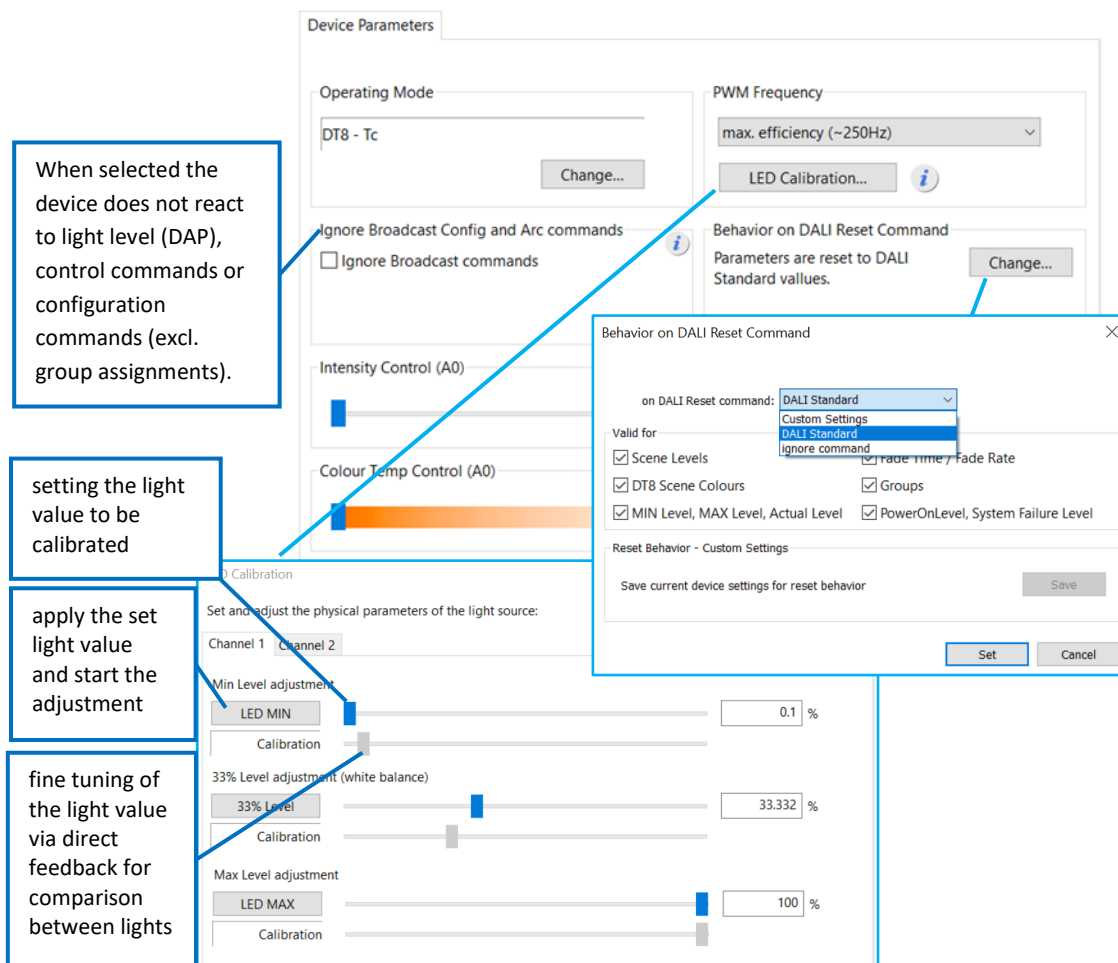 Device Parameters
Operating Mode
DT8 - Tc
Change...
PWM Frequency
max. efficiency (~250Hz)
LED Calibration...
i
When selected the
device does not react
to light level (DAP),
control commands or
configuration
commands (excl.
group assignments).
Ignore Broadcast Config and Arc commands
i
Ignore Broadcast commands
Behavior on DALI Reset Command
Parameters are reset to DALI
Standard vallues.
Change...
Intensity Control (A0)
Colour Temp Control (A0)
Behavior on DALI Reset Command
on DALI Reset command:
DALI Standard
Custom Settings
DALI Standard
ignore command
Valid for
Scene Levels
Fade Time / Fade Rate
DT8 Scene Colours
Groups
MIN Level, MAX Level, Actual Level
PowerOnLevel, System Failure Level
Reset Behavior - Custom Settings
Save current device settings for reset behavior
Save
Set
Cancel
setting the light
value to be
calibrated
apply the set
light value
and start the
adjustment
fine tuning of
the light value
via direct
feedback for
comparison
between lights
D Calibration
Set and adjust the physical parameters of the light source:
Channel 1
Channel 2
Min Level adjustment
LED MIN
0.1 %
Calibration
33% Level adjustment (white balance)
33% Level
33.332 %
Calibration
Max Level adjustment
LED MAX
100 %
Calibration